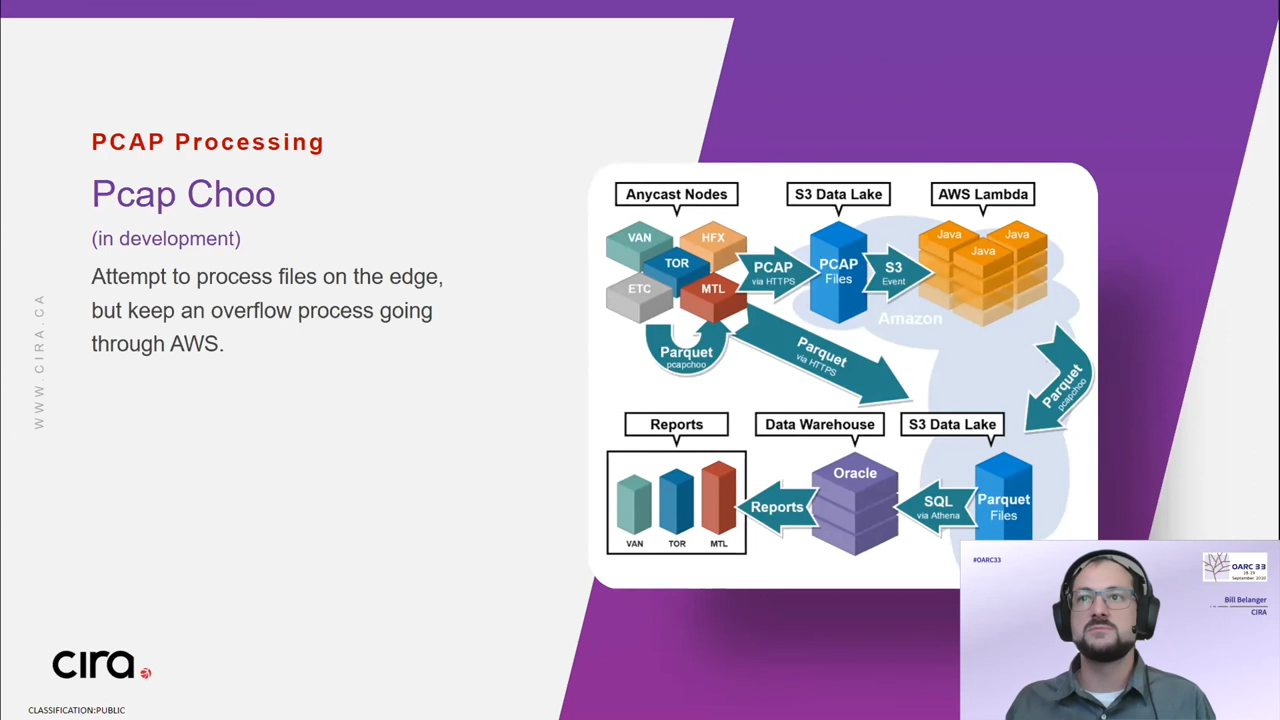 PCAP Processing
Pcap Choo
(in development)
Attempt to process files on the edge,
but keep an overflow process going
through AWS.
WWW.CIRA.CA
cira
CLASSIFICATION:PUBLIC
Anycast Nodes
S3 Data Lake
AWS Lambda
VAN
HFX
TOR
ETC
MTL
PCAP
via HTTPS
PCAP
Files
S3
Event
Java
Java
Java
Amazon
Parquet
pcapchoo
Parquet
via HTTPS
Parquet
pcapchoo
Reports
Data Warehouse
S3 Data Lake
VAN
TOR
MTL
Reports
Oracle
SQL
via Athena
Parquet
Files
#OARC33
OARC 33
28-29
September 2020
Bill Belanger
CIRA